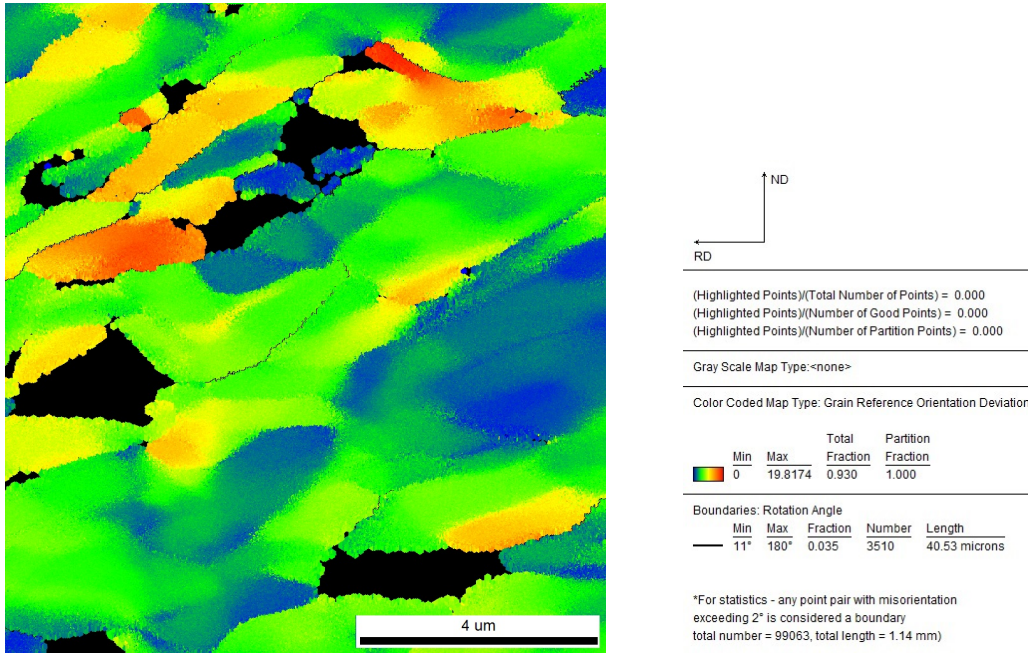 4 um
ND
RD
(Highlighted Points)/(Total Number of Points) = 0.000
(Highlighted Points)/(Number of Good Points) = 0.000
(Highlighted Points)/(Number of Partition Points) = 0.000
Gray Scale Map Type:<none>
Color Coded Map Type: Grain Reference Orientation Deviation
Total Partition
Min Max Fraction Fraction
0 19.8174 0.930 1.000
Boundaries: Rotation Angle
Min Max Fraction Number Length
11° 180° 0.035 3510 40.53 microns
*For statistics - any point pair with misorientation
exceeding 2° is considered a boundary
total number = 99063, total length = 1.14 mm)